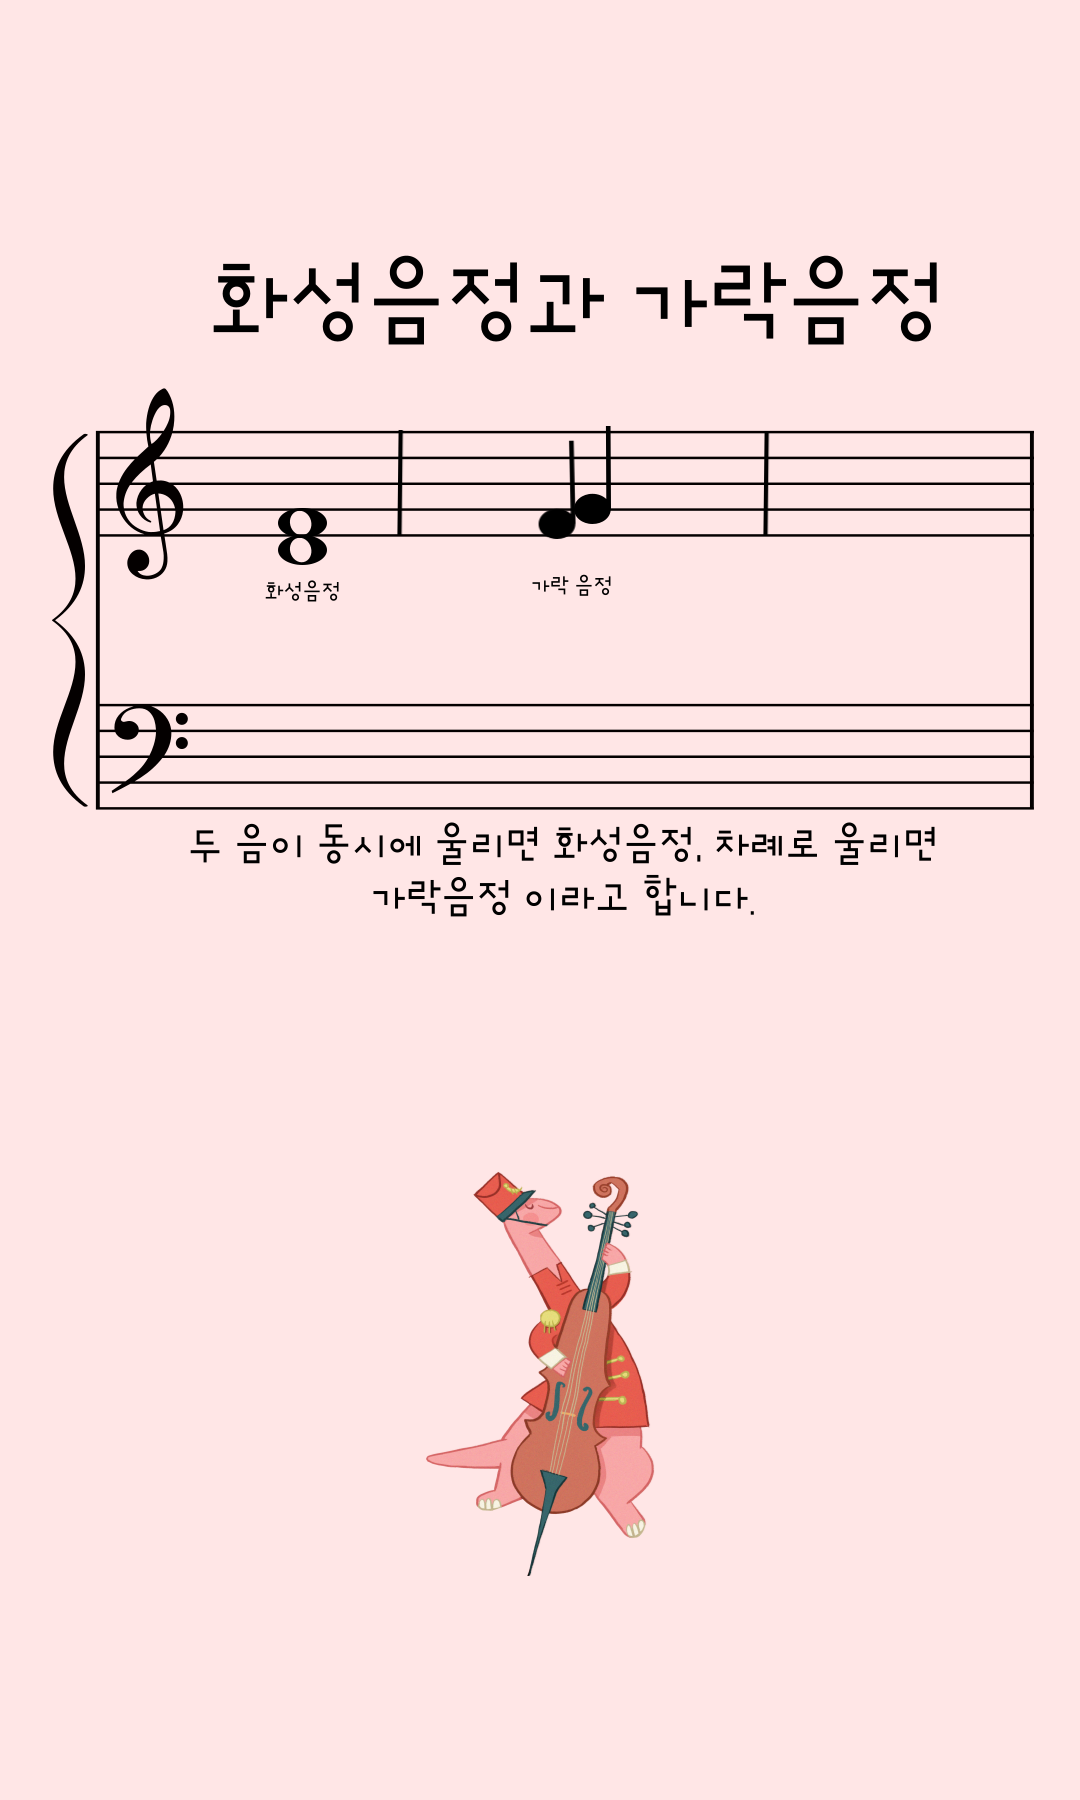 화성음정과 가락음정
화성음정
가락 음정
두 음이 동시에 울리면 화성음정, 차례로 울리면
가락음정 이라고 합니다.